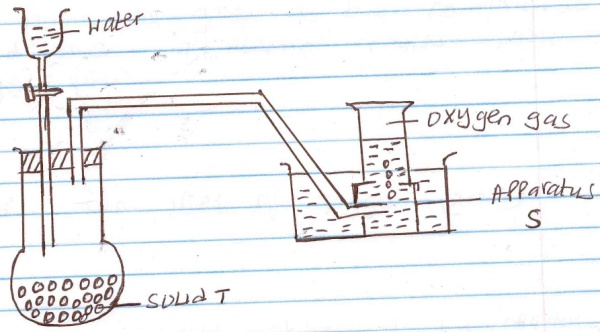 Water
Oxygen gas
Apparatus
S
Solid T